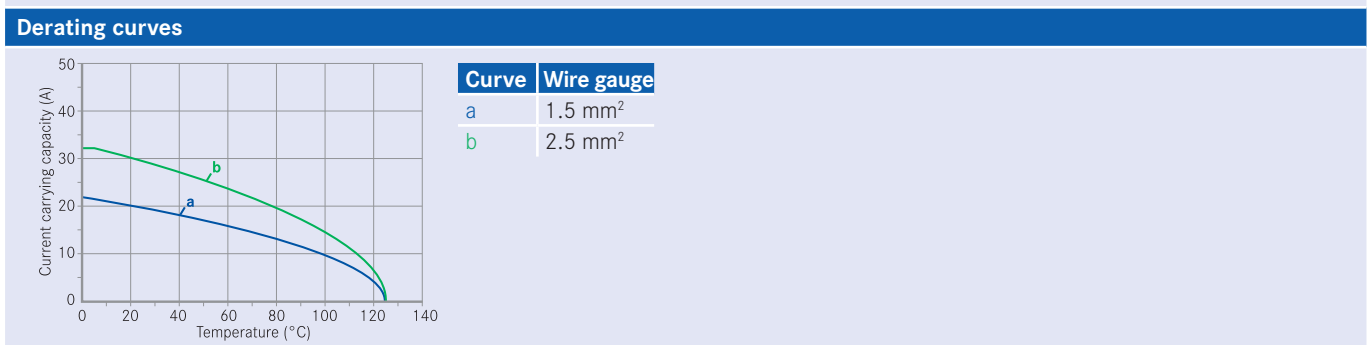 Derating curves
Current carrying capacity (A)
50
40
30
20
10
0
b
a
0 20 40 60 80 100 120 140
Temperature (°C)
Curve Wire gauge
a 1.5 mm²
b 2.5 mm²